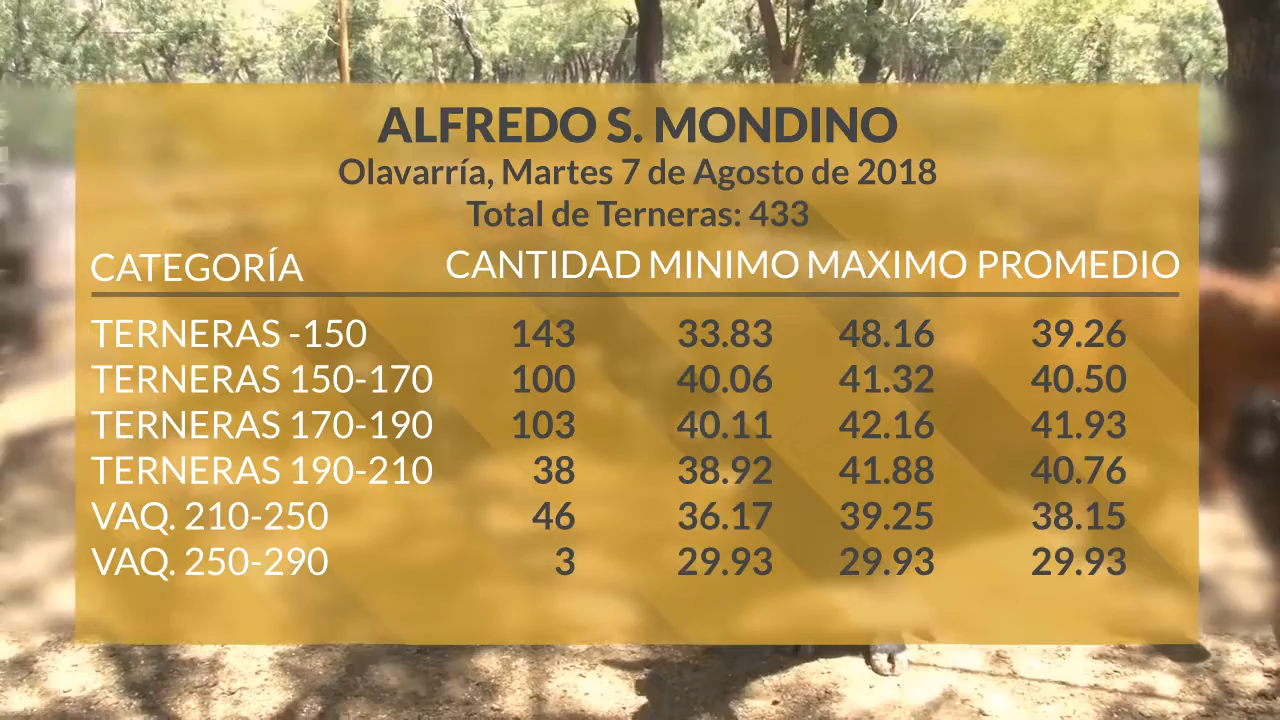 ALFREDO S. MONDINO
Olavarría, Martes 7 de Agosto de 2018
Total de Terneras: 433
CATEGORÍA CANTIDAD MINIMO MAXIMO PROMEDIO
TERNERAS -150 143 33.83 48.16 39.26
TERNERAS 150-170 100 40.06 41.32 40.50
TERNERAS 170-190 103 40.11 42.16 41.93
TERNERAS 190-210 38 38.92 41.88 40.76
VAQ. 210-250 46 36.17 39.25 38.15
VAQ. 250-290 3 29.93 29.93 29.93